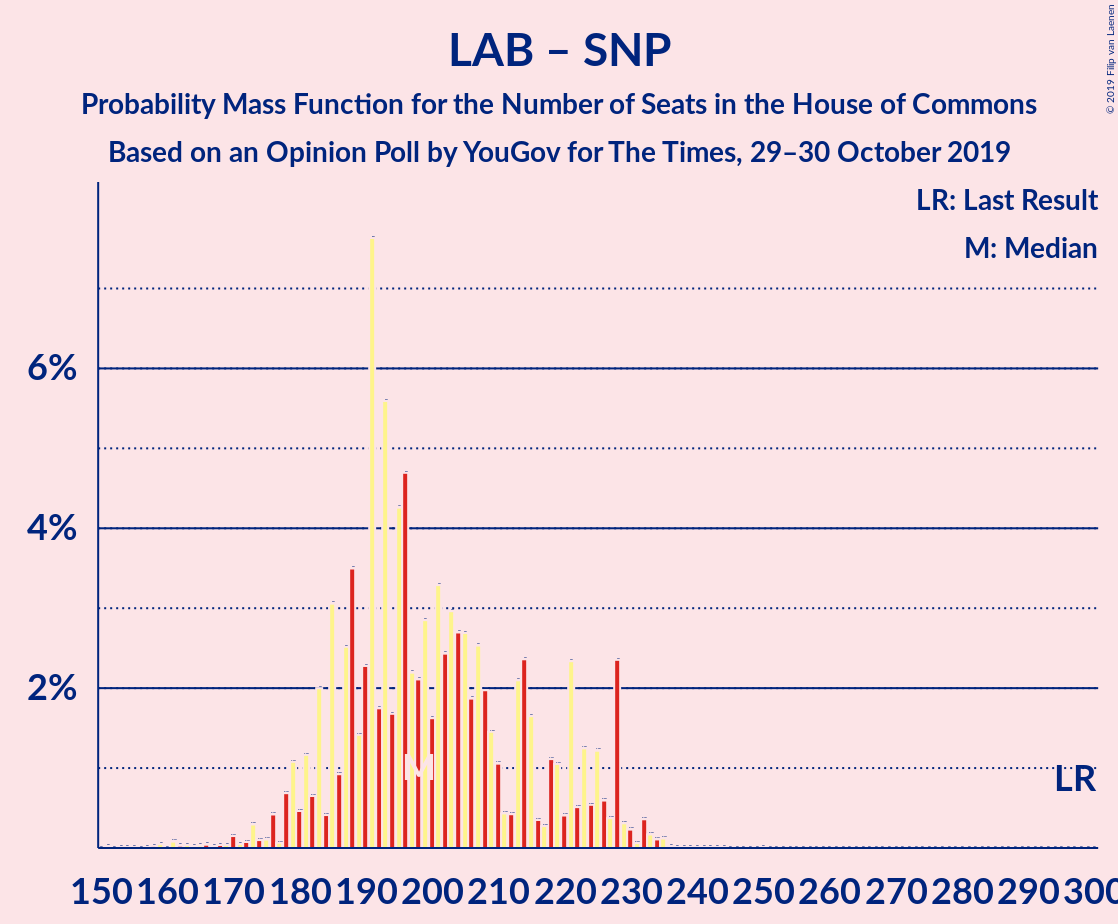 LAB – SNP
Probability Mass Function for the Number of Seats in the House of Commons
Based on an Opinion Poll by YouGov for The Times, 29–30 October 2019
© 2019 Filip van Laenen
LR: Last Result
M: Median
6%
4%
2%
M
LR
150 160 170 180 190 200 210 220 230 240 250 260 270 280 290 300